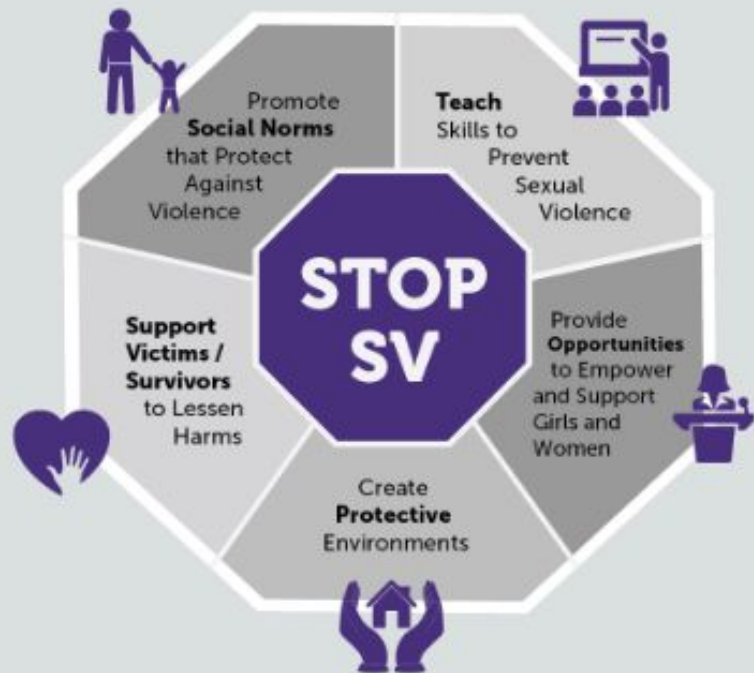 Promote
Social Norms
that Protect
Against
Violence
Teach
Skills to
Prevent
Sexual
Violence
STOP
SV
Support
Victims /
Survivors
to Lessen
Harms
Provide
Opportunities
to Empower
and Support
Girls and
Women
Create
Protective
Environments